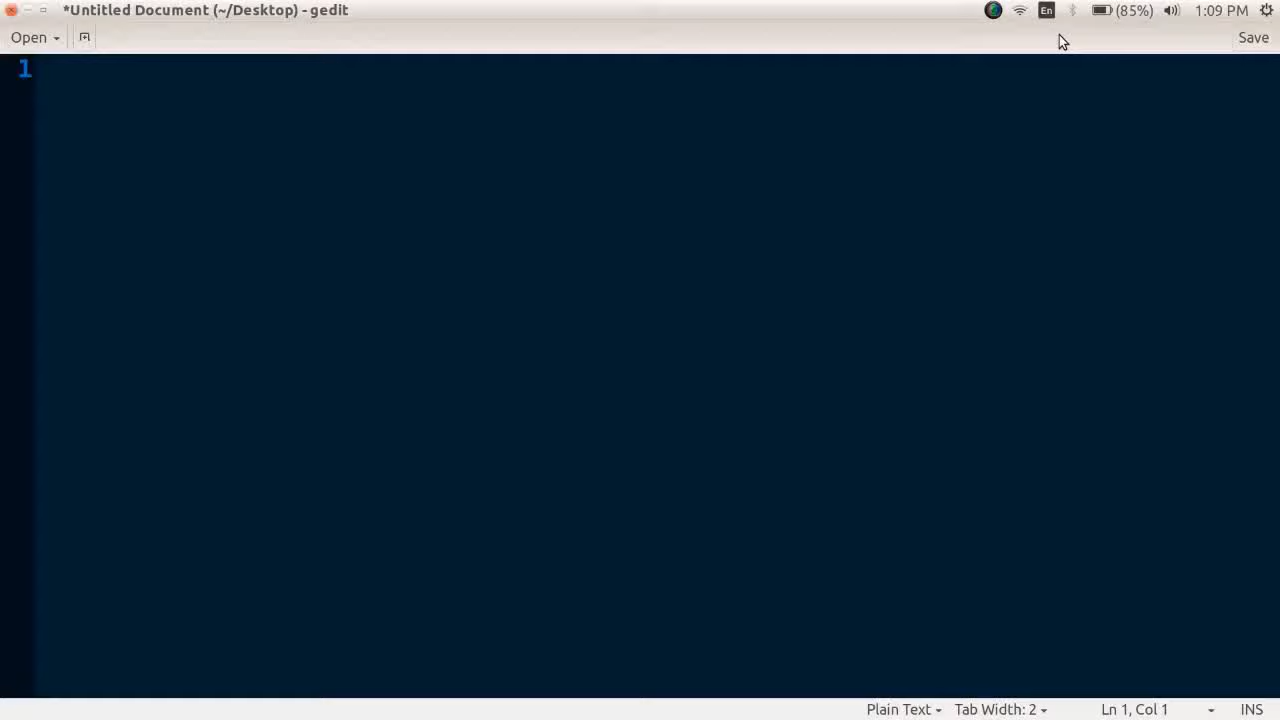 *Untitled Document (~/Desktop) - gedit En (85%) 1:09 PM
Open Save
1
Plain Text Tab Width: 2 Ln 1, Col 1 INS